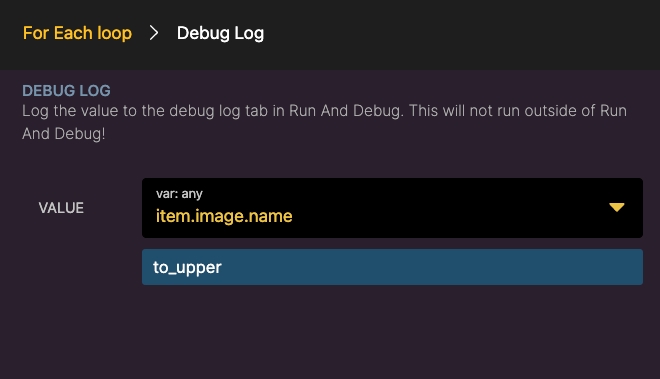 For Each loop > Debug Log
DEBUG LOG
Log the value to the debug log tab in Run And Debug. This will not run outside of Run
And Debug!
VALUE
var: any
item.image.name
to_upper